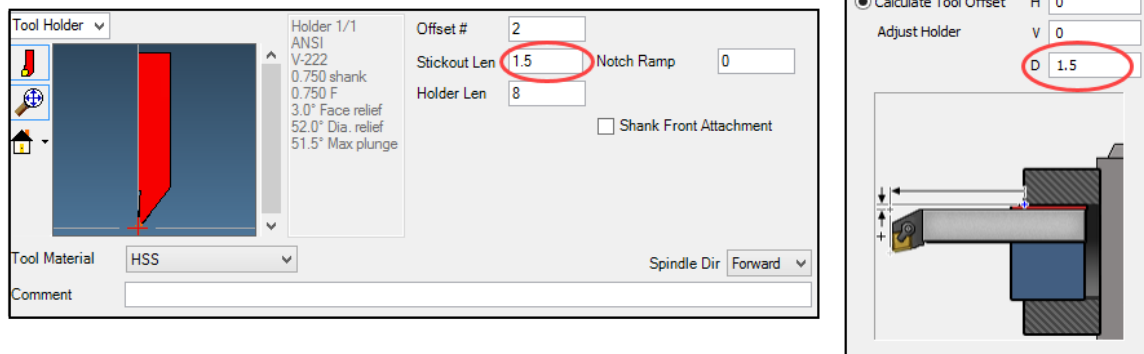 Tool Holder
Holder 1/1
ANSI
V-222
0.750 shank
0.750 F
3.0° Face relief
52.0° Dia. relief
51.5° Max plunge
Offset # 2
Stickout Len 1.5 Notch Ramp 0
Holder Len 8
Shank Front Attachment
Tool Material HSS
Spindle Dir Forward
Comment
Calculate Tool Offset H 0
Adjust Holder V 0
D 1.5